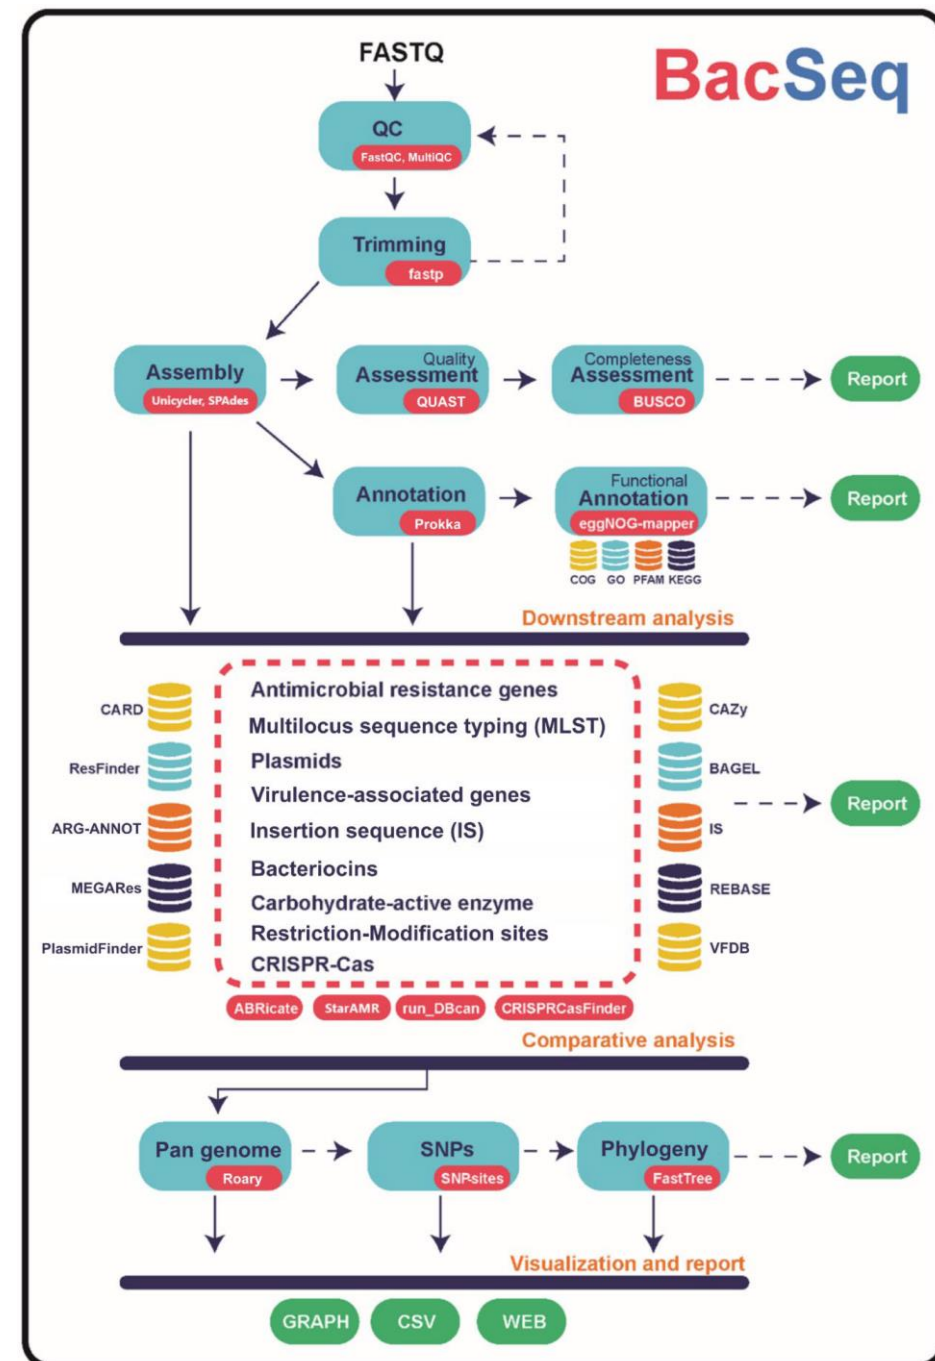 FASTQ
BacSeq
QC
FastQC, MultiQC
Trimming
fastp
Assembly
Unicycler, SPAdes
Quality
Assessment
QUAST
Completeness
Assessment
BUSCO
Report
Annotation
Prokka
Functional
Annotation
eggNOG-mapper
COG GO PFAM KEGG
Report
Downstream analysis
CARD
ResFinder
ARG-ANNOT
MEGARes
PlasmidFinder
Antimicrobial resistance genes
Multilocus sequence typing (MLST)
Plasmids
Virulence-associated genes
Insertion sequence (IS)
Bacteriocins
Carbohydrate-active enzyme
Restriction-Modification sites
CRISPR-Cas
CAZy
BAGEL
IS
REBASE
VFDB
Report
ABRicate StarAMR run_DBcan CRISPRCasFinder
Comparative analysis
Pan genome
Roary
SNPs
SNP-sites
Phylogeny
FastTree
Report
Visualization and report
GRAPH CSV WEB